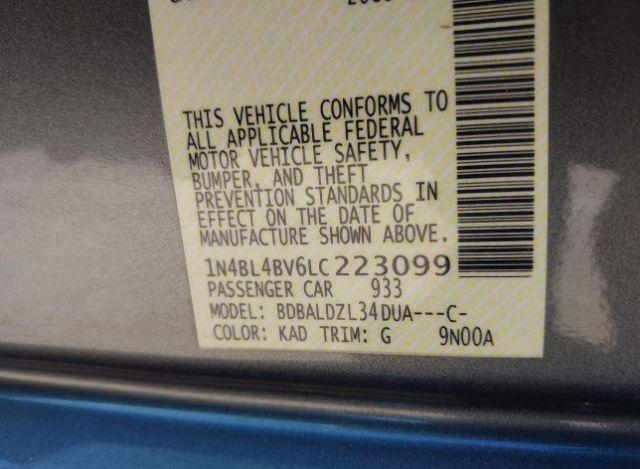 THIS VEHICLE CONFORMS TO
ALL APPLICABLE FEDERAL
MOTOR VEHICLE SAFETY,
BUMPER, AND THEFT
PREVENTION STANDARDS IN
EFFECT ON THE DATE OF
MANUFACTURE SHOWN ABOVE.
1N4BL4BV6LC223099
PASSENGER CAR 933
MODEL: BDBALDZL34DUA---C-
COLOR: KAD TRIM: G 9N00A